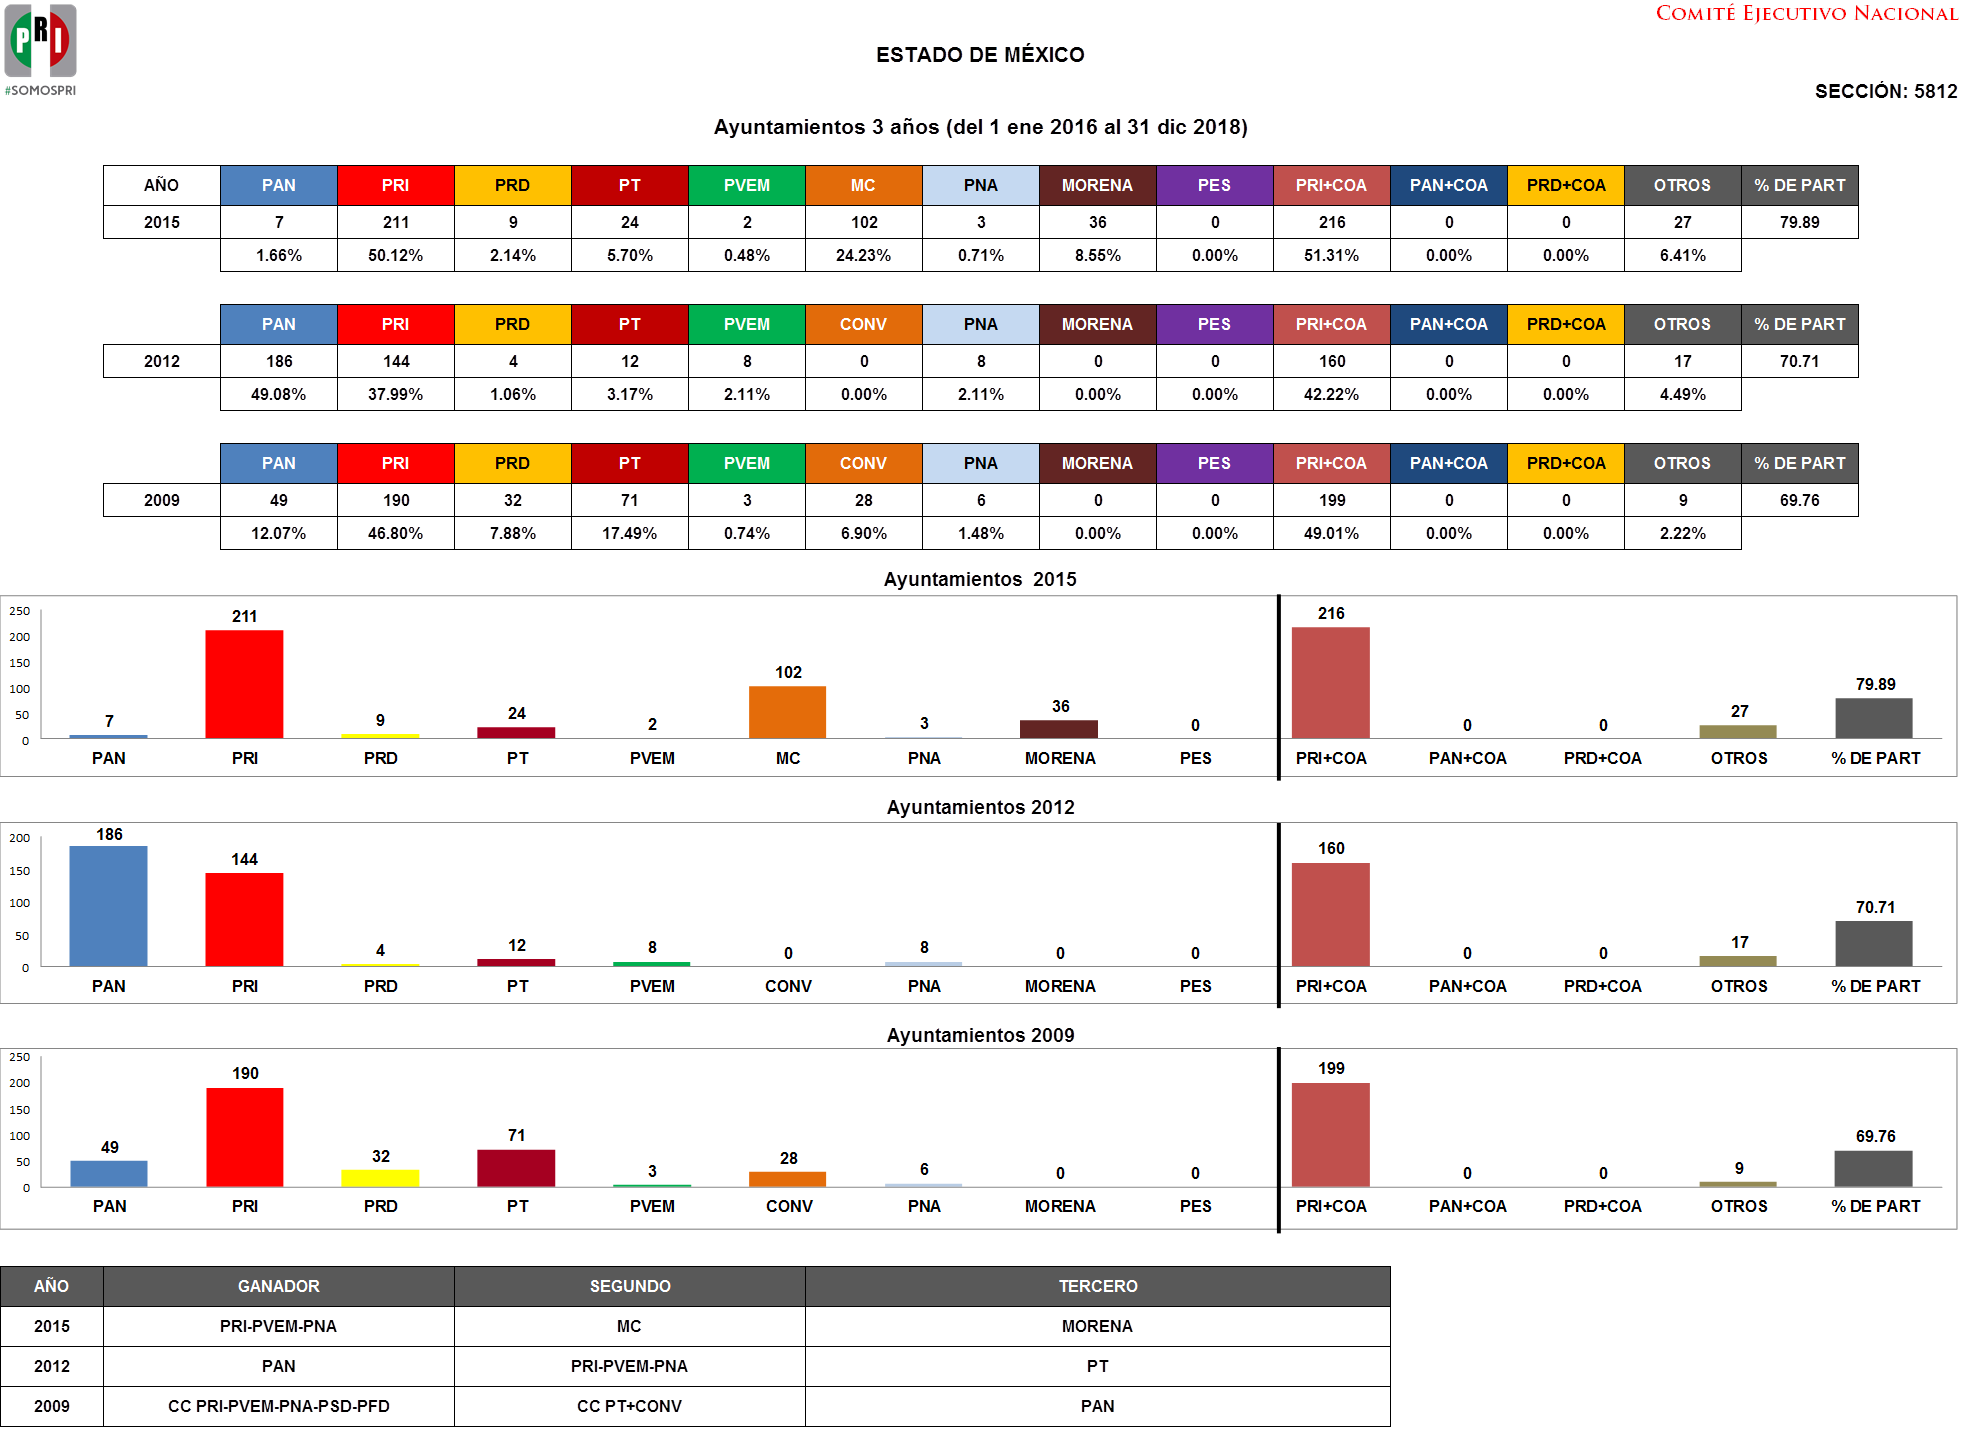 PRI
#SOMOSPRI
COMITÉ EJECUTIVO NACIONAL
ESTADO DE MÉXICO
SECCIÓN: 5812
Ayuntamientos 3 años (del 1 ene 2016 al 31 dic 2018)
AÑO PAN PRI PRD PT PVEM MC PNA MORENA PES PRI+COA PAN+COA PRD+COA OTROS % DE PART
2015 7 211 9 24 2 102 3 36 0 216 0 0 27 79.89
1.66% 50.12% 2.14% 5.70% 0.48% 24.23% 0.71% 8.55% 0.00% 51.31% 0.00% 0.00% 6.41%
PAN PRI PRD PT PVEM CONV PNA MORENA PES PRI+COA PAN+COA PRD+COA OTROS % DE PART
2012 186 144 4 12 8 0 8 0 0 160 0 0 17 70.71
49.08% 37.99% 1.06% 3.17% 2.11% 0.00% 2.11% 0.00% 0.00% 42.22% 0.00% 0.00% 4.49%
PAN PRI PRD PT PVEM CONV PNA MORENA PES PRI+COA PAN+COA PRD+COA OTROS % DE PART
2009 49 190 32 71 3 28 6 0 0 199 0 0 9 69.76
12.07% 46.80% 7.88% 17.49% 0.74% 6.90% 1.48% 0.00% 0.00% 49.01% 0.00% 0.00% 2.22%
Ayuntamientos 2015
250
200
150
100
50
0
7 211 9 24 2 102 3 36 0 216 0 0 27 79.89
PAN PRI PRD PT PVEM MC PNA MORENA PES PRI+COA PAN+COA PRD+COA OTROS % DE PART
Ayuntamientos 2012
200
150
100
50
0
186 144 4 12 8 0 8 0 0 160 0 0 17 70.71
PAN PRI PRD PT PVEM CONV PNA MORENA PES PRI+COA PAN+COA PRD+COA OTROS % DE PART
Ayuntamientos 2009
250
200
150
100
50
0
49 190 32 71 3 28 6 0 0 199 0 0 9 69.76
PAN PRI PRD PT PVEM CONV PNA MORENA PES PRI+COA PAN+COA PRD+COA OTROS % DE PART
AÑO GANADOR SEGUNDO TERCERO
2015 PRI-PVEM-PNA MC MORENA
2012 PAN PRI-PVEM-PNA PT
2009 CC PRI-PVEM-PNA-PSD-PFD CC PT+CONV PAN